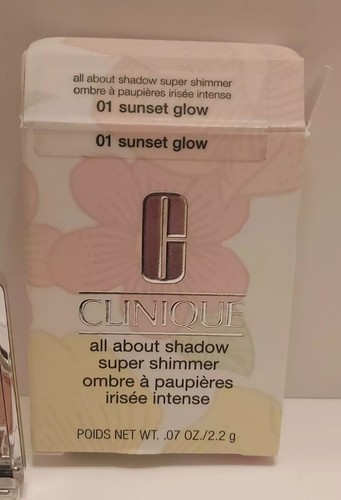 all about shadow super shimmer
ombre à paupières irisée intense
01 sunset glow
01 sunset glow
C
CLINIQUE
all about shadow
super shimmer
ombre à paupières
irisée intense
POIDS NET WT. .07 OZ./2.2 g